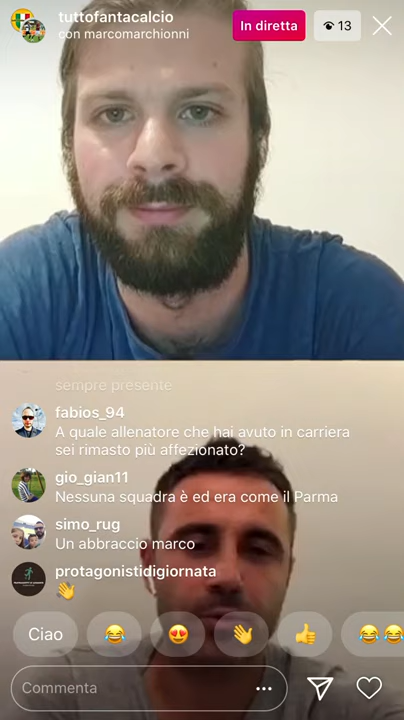 tuttofantacalcio
con marcomarchionni
In diretta
13
sempre presente
fabios_94
A quale allenatore che hai avuto in carriera
sei rimasto più affezionato?
gio_gian11
Nessuna squadra è ed era come il Parma
simo_rug
Un abbraccio marco
protagonistidigiornata
👋
Ciao 😂 😍 👋 👍 😂😂
Commenta